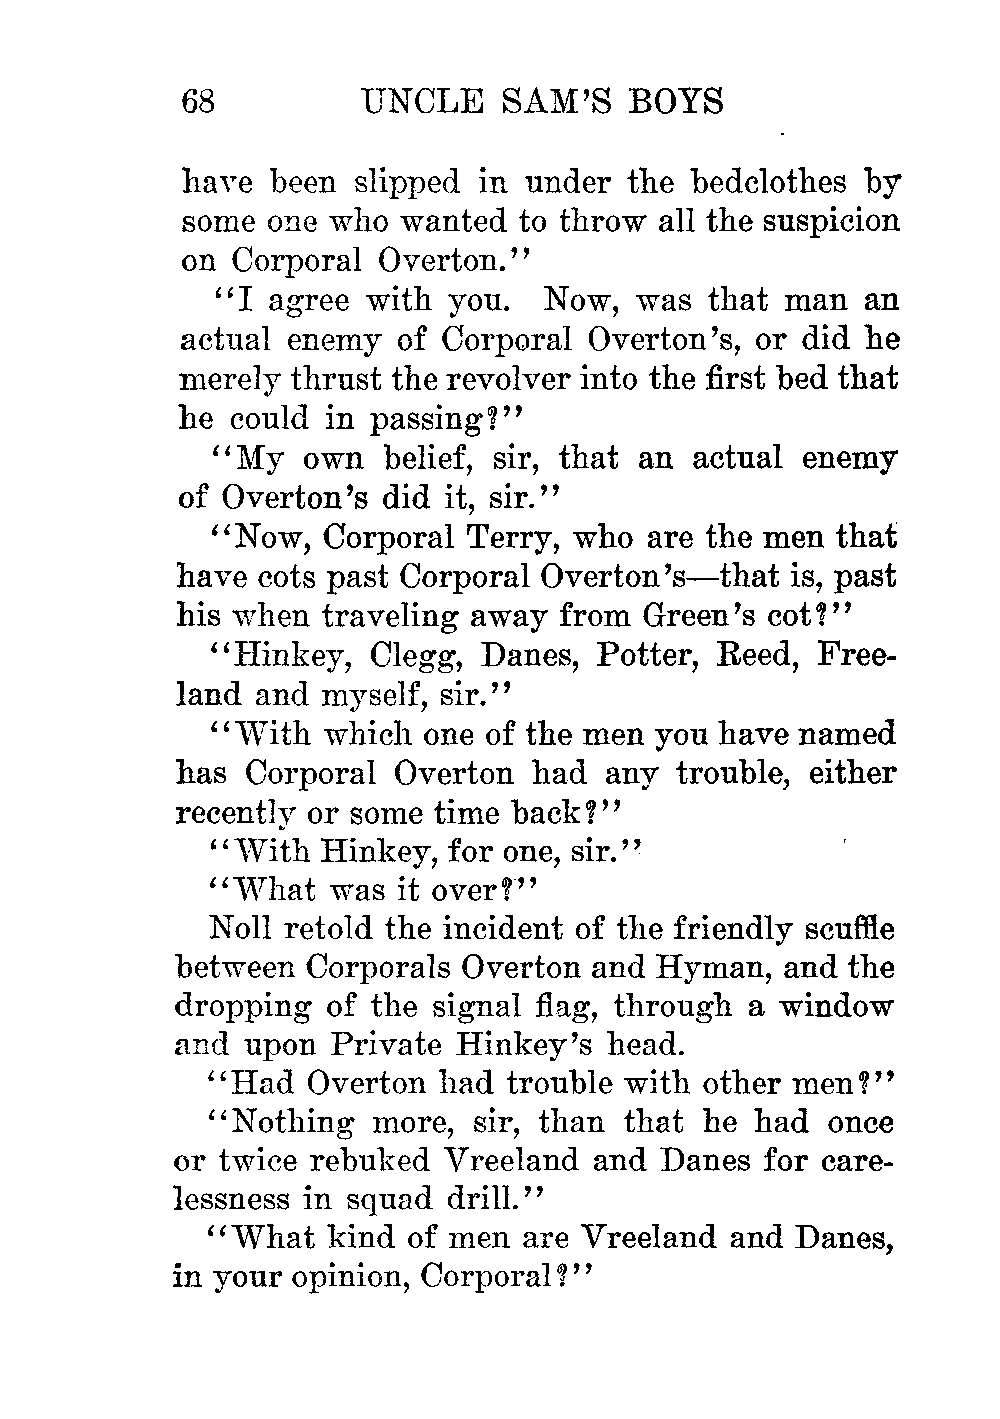 68 UNCLE SAM'S BOYS
have been slipped in under the bedclothes by
some one who wanted to throw all the suspicion
on Corporal Overton."
"I agree with you. Now, was that man an
actual enemy of Corporal Overton's, or did he
merely thrust the revolver into the first bed that
he could in passing?"
"My own belief, sir, that an actual enemy
of Overton's did it, sir."
"Now, Corporal Terry, who are the men that
have cots past Corporal Overton's—that is, past
his when traveling away from Green's cot?"
"Hinkey, Clegg, Danes, Potter, Reed, Free-
land and myself, sir."
"With which one of the men you have named
has Corporal Overton had any trouble, either
recently or some time back?"
"With Hinkey, for one, sir."
"What was it over?"
Noll retold the incident of the friendly scuffle
between Corporals Overton and Hyman, and the
dropping of the signal flag, through a window
and upon Private Hinkey's head.
"Had Overton had trouble with other men?"
"Nothing more, sir, than that he had once
or twice rebuked Vreeland and Danes for care-
lessness in squad drill."
"What kind of men are Vreeland and Danes,
in your opinion, Corporal?"